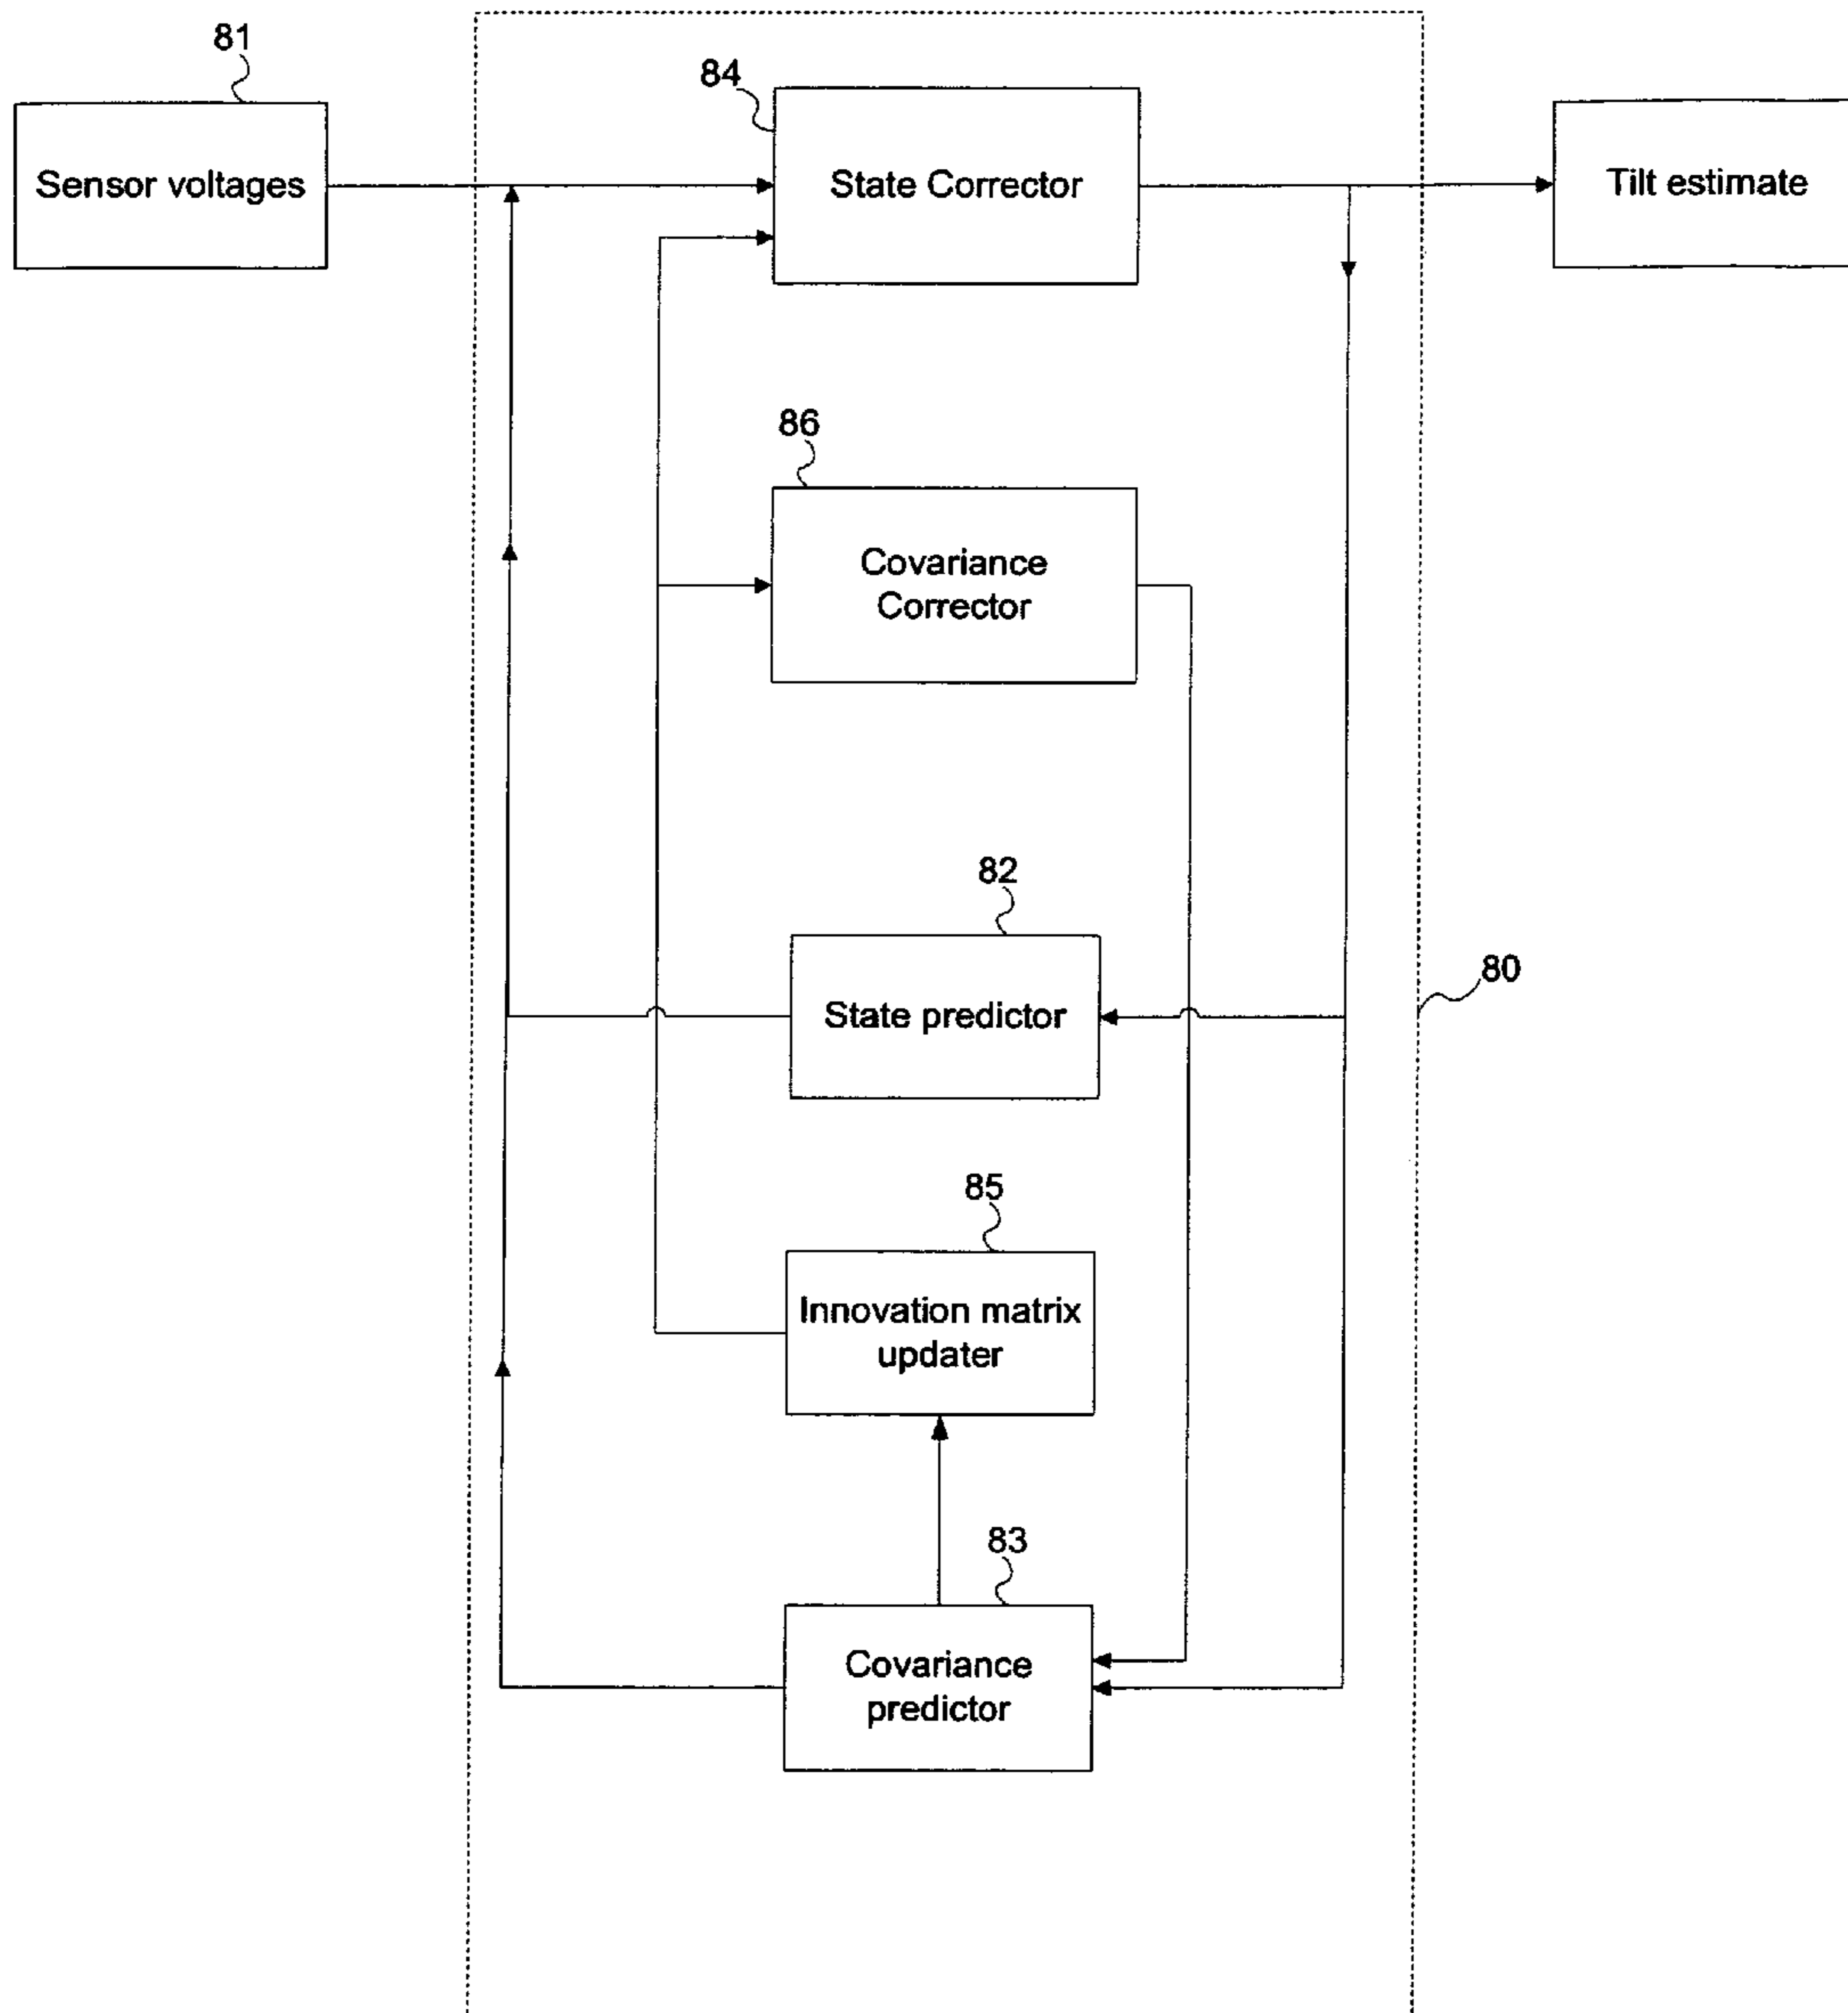 81
Sensor voltages
84
State Corrector
Tilt estimate
86
Covariance
Corrector
82
State predictor
80
85
Innovation matrix
updater
83
Covariance
predictor